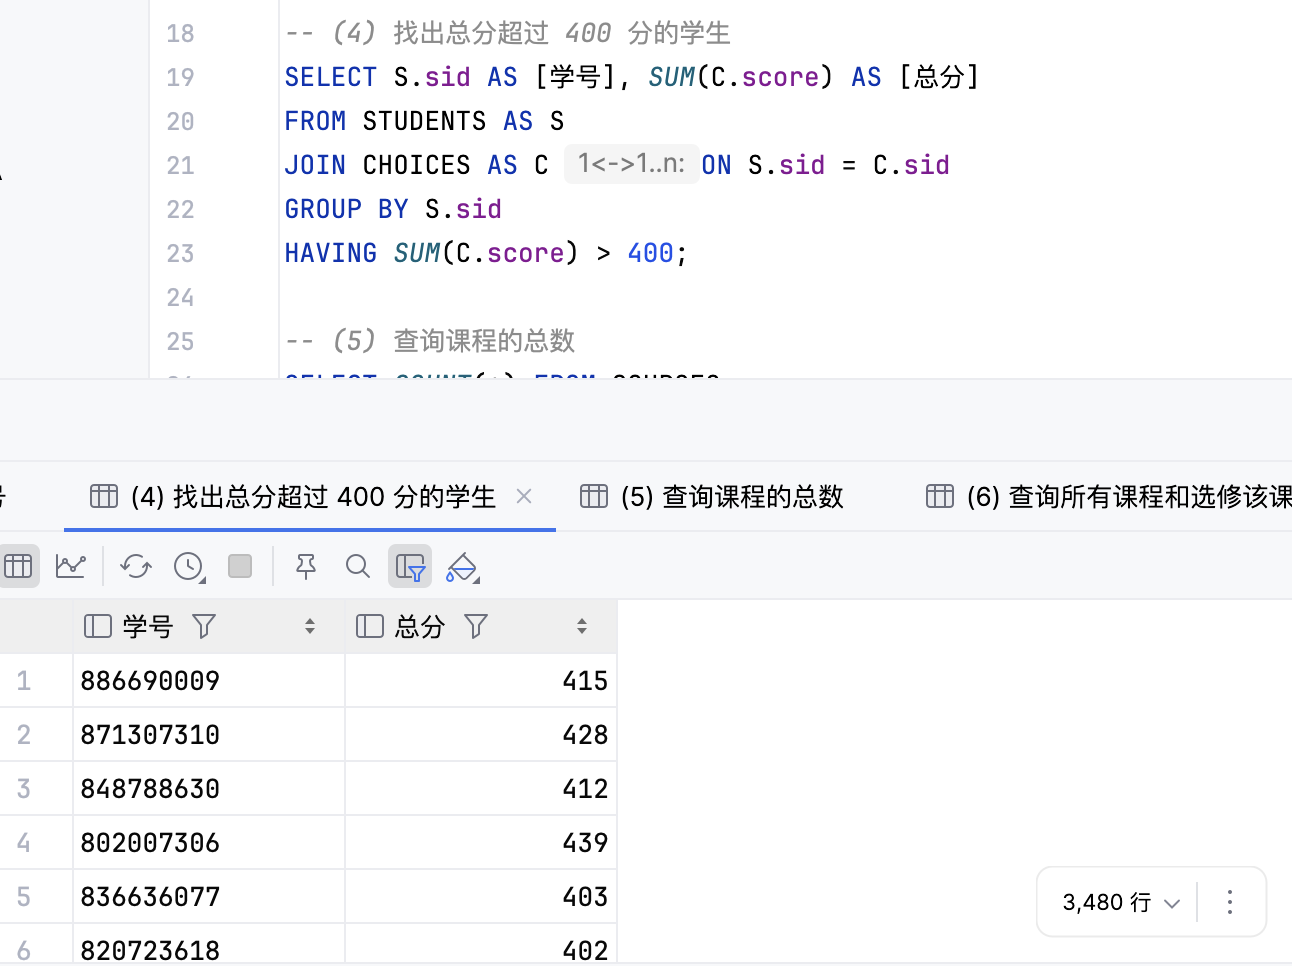 18 -- (4) 找出总分超过 400 分的学生
19 SELECT S.sid AS [学号], SUM(C.score) AS [总分]
20 FROM STUDENTS AS S
21 JOIN CHOICES AS C 1<->1..n: ON S.sid = C.sid
22 GROUP BY S.sid
23 HAVING SUM(C.score) > 400;
24
25 -- (5) 查询课程的总数
(4) 找出总分超过 400 分的学生 (5) 查询课程的总数 (6) 查询所有课程和选修该课
学号 总分
1 886690009 415
2 871307310 428
3 848788630 412
4 802007306 439
5 836636077 403
6 820723618 402
3,480 行